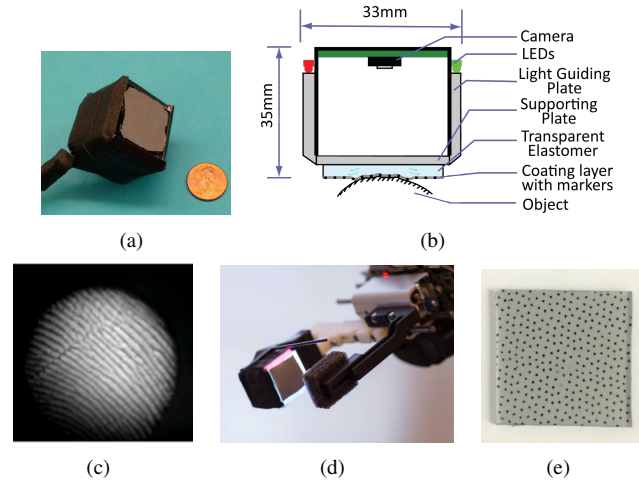 33mm
35mm
Camera
LEDs
Light Guiding
Plate
Supporting
Plate
Transparent
Elastomer
Coating layer
with markers
Object
(a)
(b)
(c)
(d)
(e)